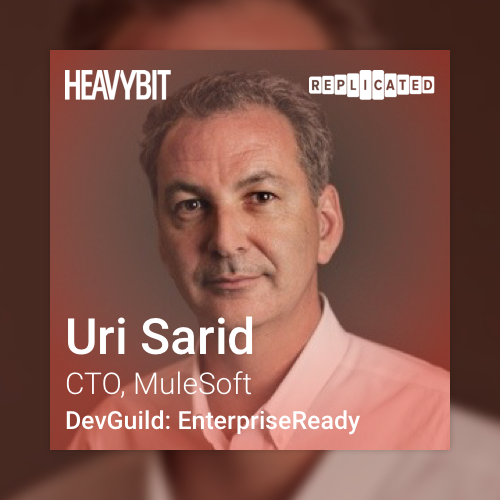 HEAVYBIT
REPLICATED
Uri Sarid
CTO, MuleSoft
DevGuild: EnterpriseReady